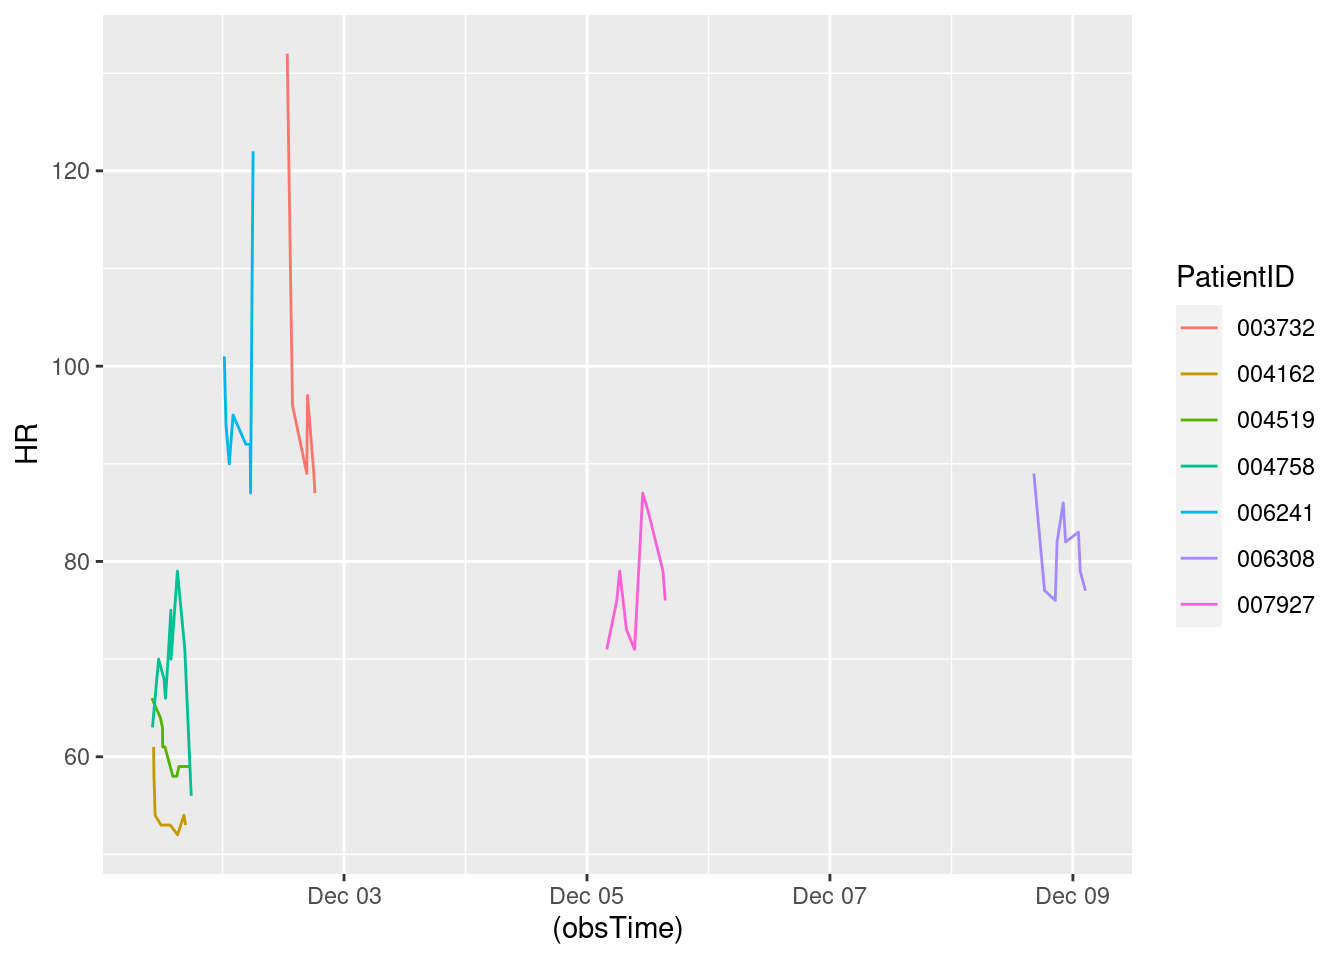 120
100
80
60
HR
Dec 03
Dec 05
Dec 07
Dec 09
(obsTime)
PatientID
003732
004162
004519
004758
006241
006308
007927